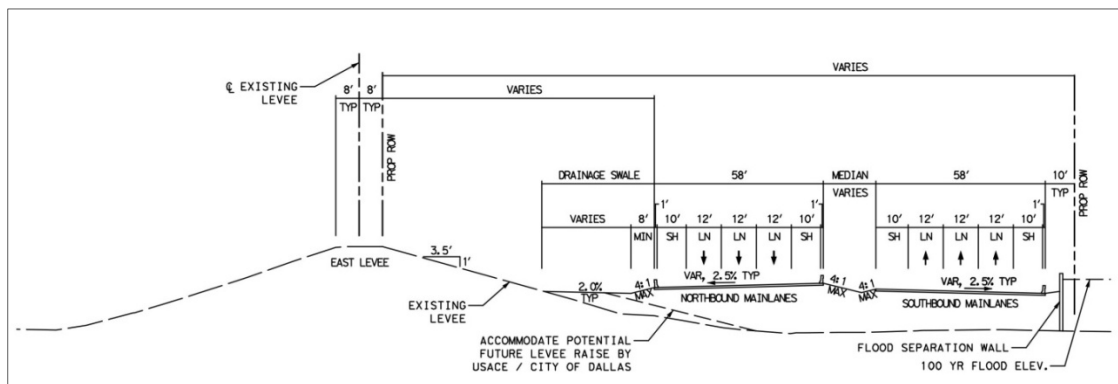 VARIES
℄ EXISTING
LEVEE
8' 8' VARIES
TYP TYP
PROP ROW
PROP ROW
DRAINAGE SWALE 58' MEDIAN 58' 10'
VARIES TYP
1' 1'
VARIES 8' 10' 12' 12' 12' 10' 10' 12' 12' 12' 10'
MIN SH LN LN LN SH SH LN LN LN SH
3.5'
1'
EAST LEVEE
VAR, 2.5% TYP 4:1 MAX 4:1 MAX VAR, 2.5% TYP
2.0% TYP 4:1 MAX
NORTHBOUND MAINLANES SOUTHBOUND MAINLANES
EXISTING
LEVEE
ACCOMMODATE POTENTIAL
FUTURE LEVEE RAISE BY
USACE / CITY OF DALLAS
FLOOD SEPARATION WALL
100 YR FLOOD ELEV.